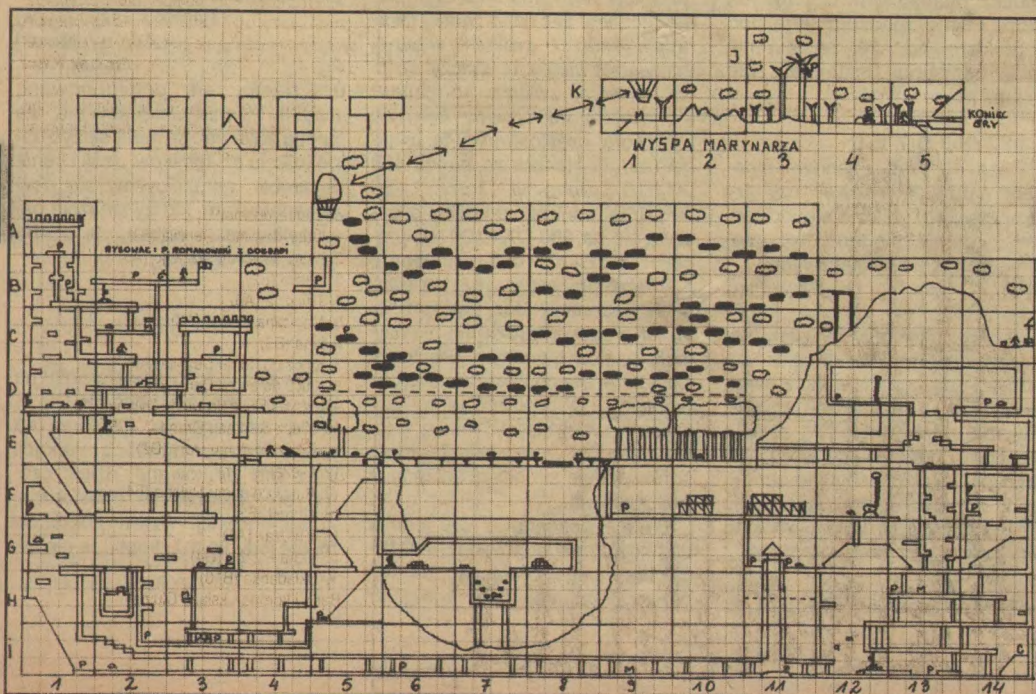 J
K
M
KONIEC
GRY
CHWAT
WYSPA MARYNARZA
1 2 3 4 5
RYSOWAŁ: P. ROMANOWSKI Z
A
B
C
D
E
F
G
H
I
P
M
1 2 3 4 5 6 7 8 9 10 11 12 13 14